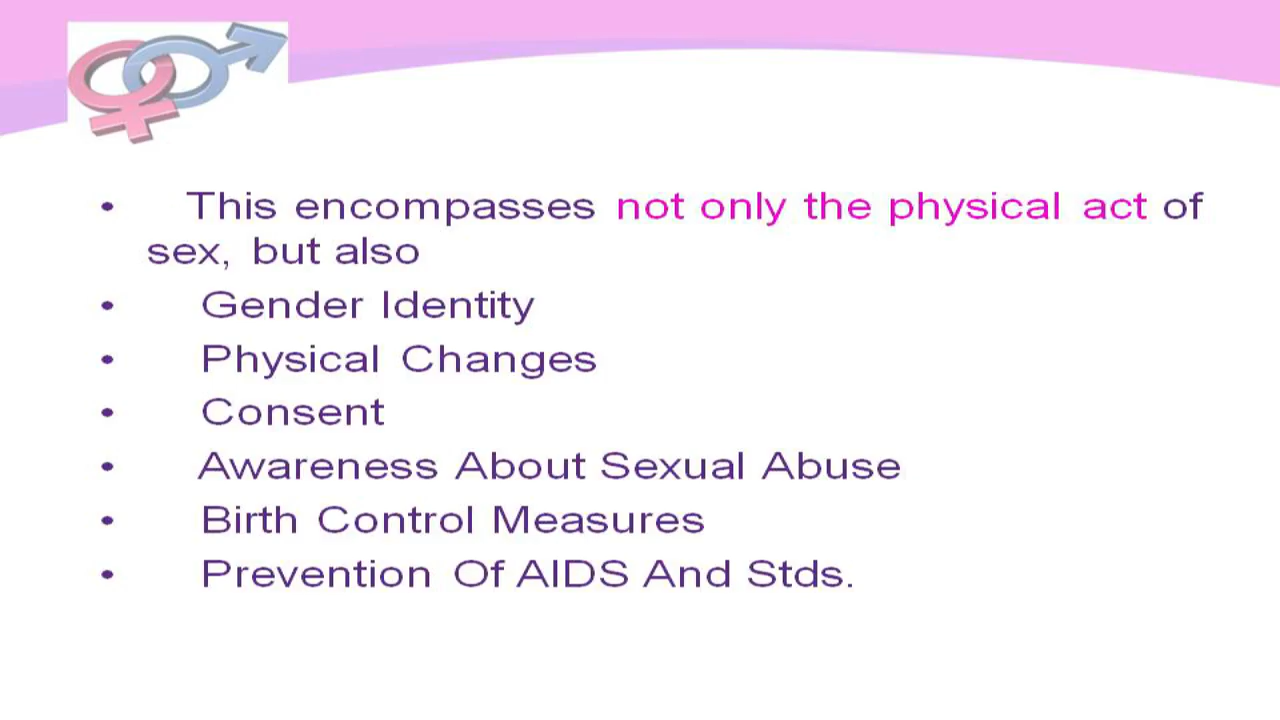 • This encompasses not only the physical act of
sex, but also
• Gender Identity
• Physical Changes
• Consent
• Awareness About Sexual Abuse
• Birth Control Measures
• Prevention Of AIDS And Stds.